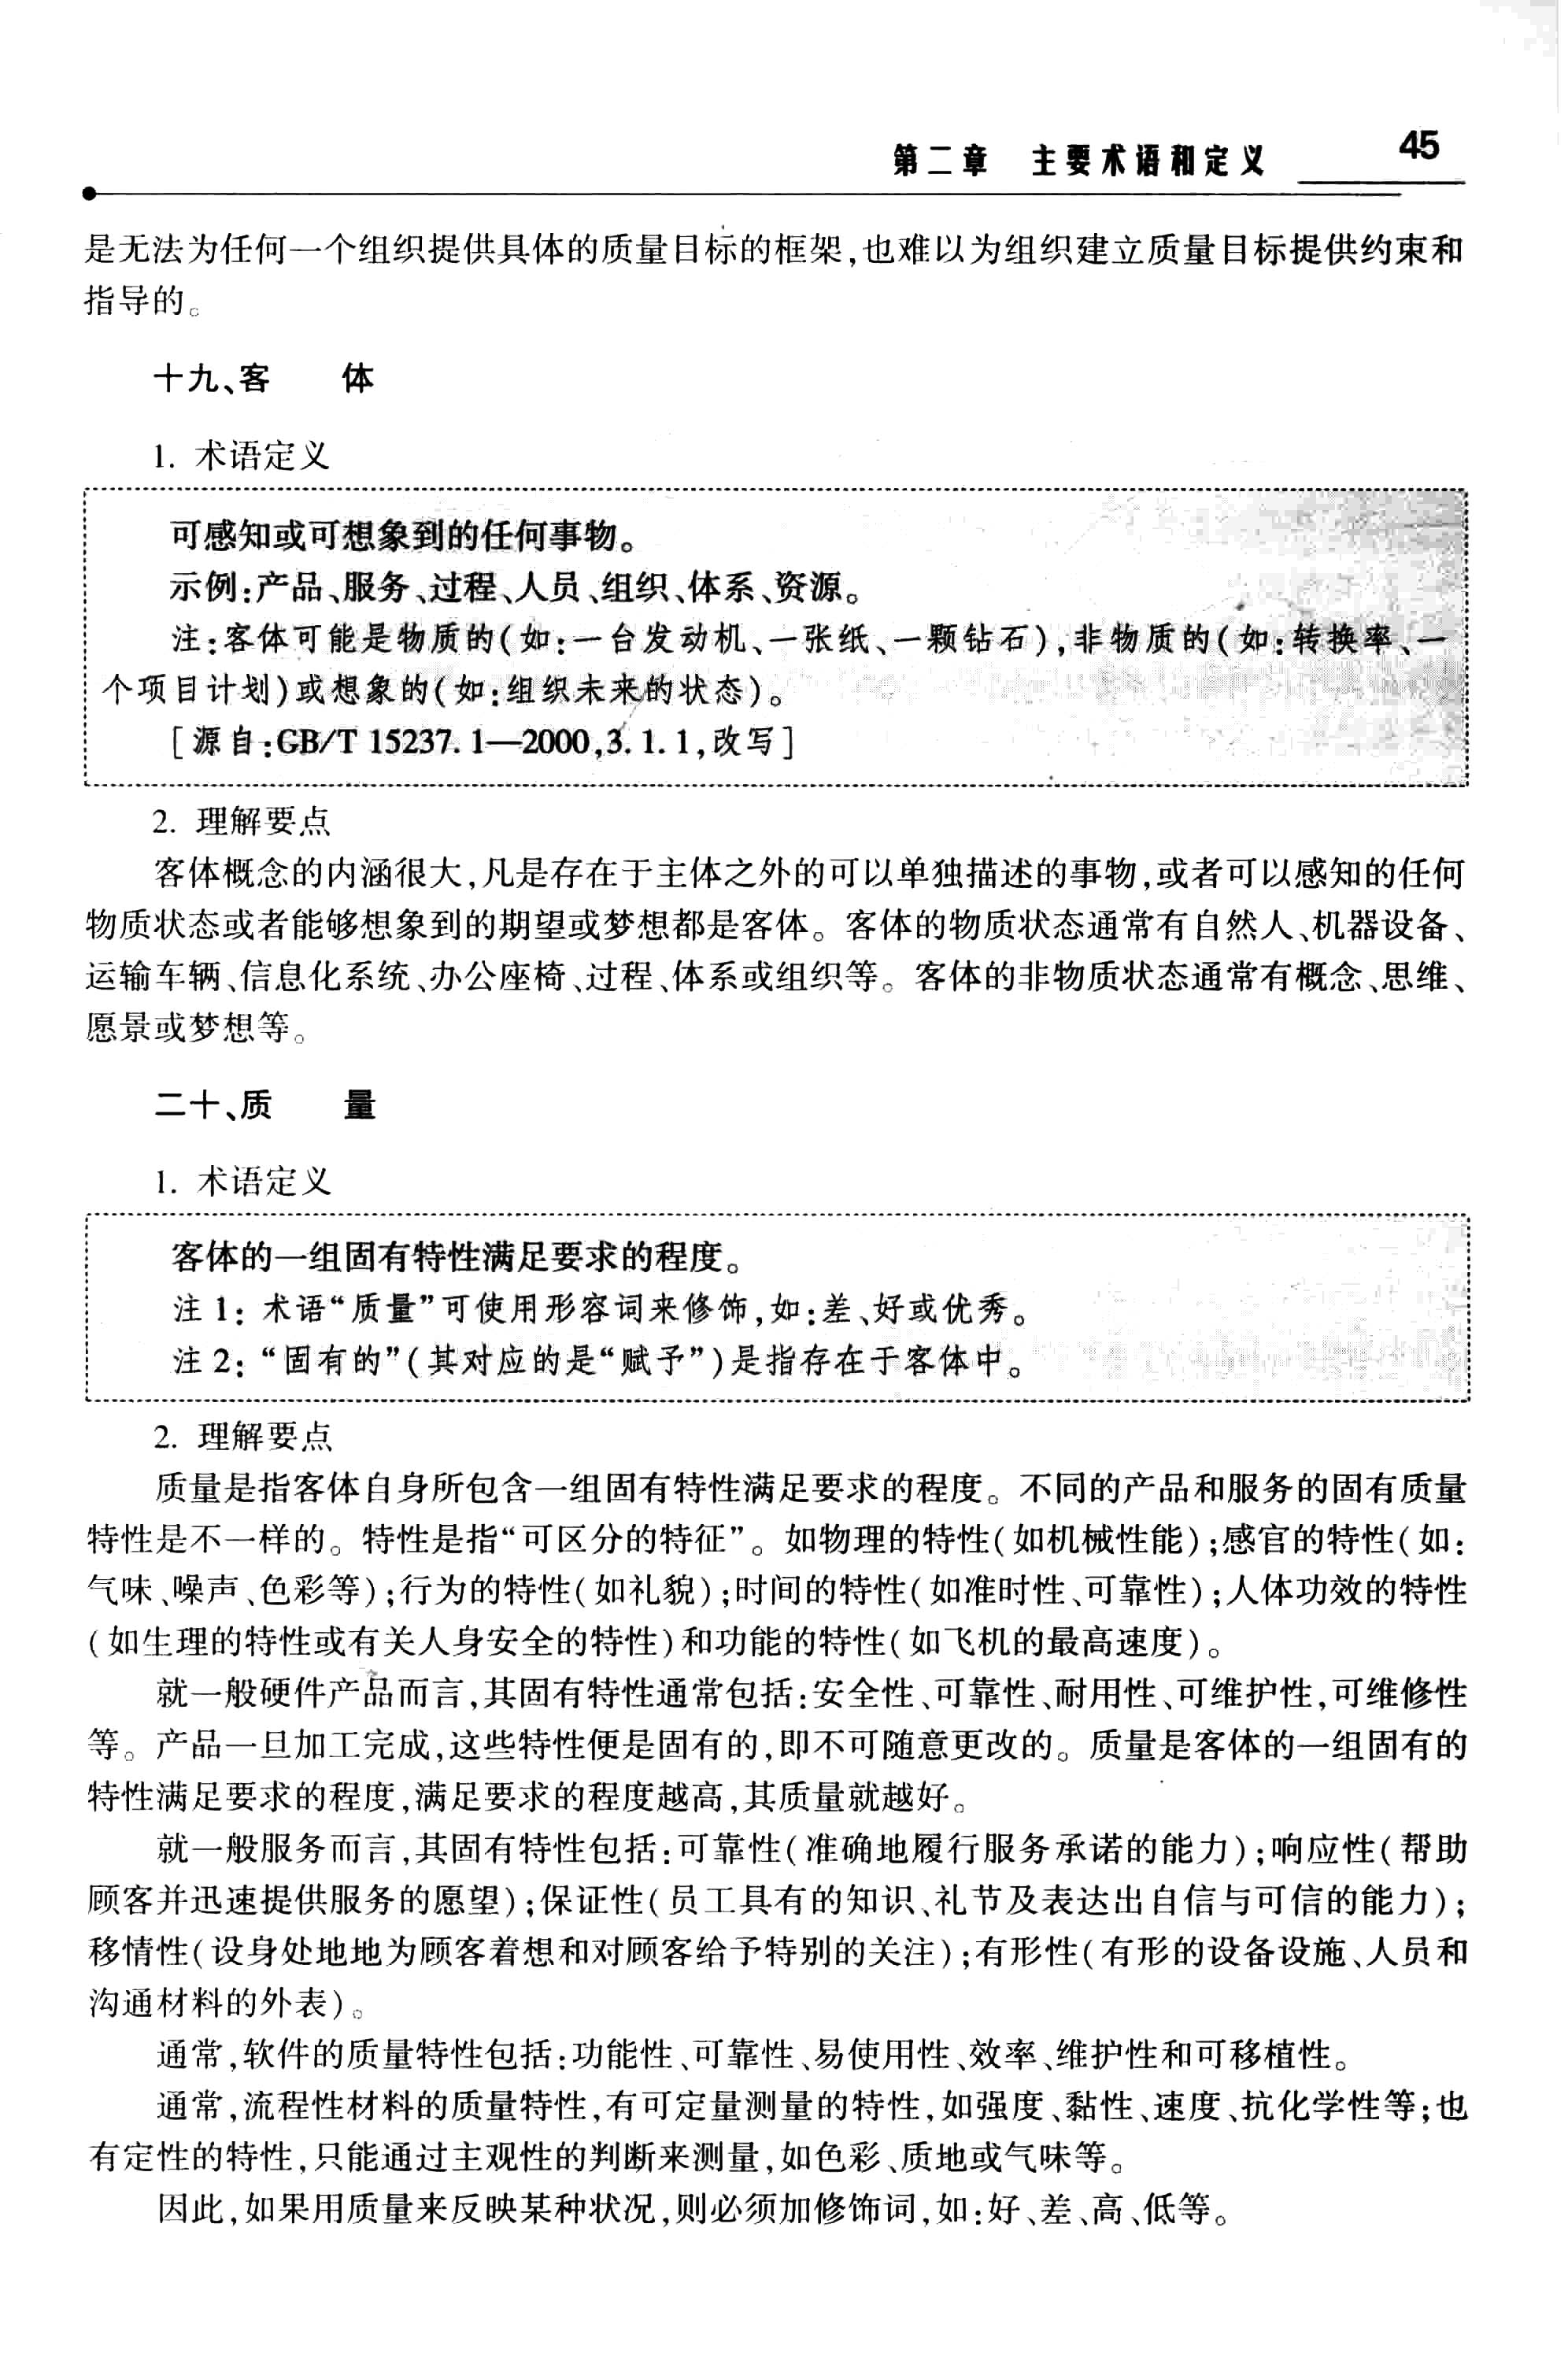 第二章　主要术语和定义　45
是无法为任何一个组织提供具体的质量目标的框架,也难以为组织建立质量目标提供约束和
指导的。
十九、客　　体
1. 术语定义
可感知或可想象到的任何事物。
示例:产品、服务、过程、人员、组织、体系、资源。
注:客体可能是物质的(如:一台发动机、一张纸、一颗钻石),非物质的(如:转换率、一
个项目计划)或想象的(如:组织未来的状态)。
[源自:GB/T 15237.1—2000,3.1.1,改写]
2. 理解要点
客体概念的内涵很大,凡是存在于主体之外的可以单独描述的事物,或者可以感知的任何
物质状态或者能够想象到的期望或梦想都是客体。客体的物质状态通常有自然人、机器设备、
运输车辆、信息化系统、办公座椅、过程、体系或组织等。客体的非物质状态通常有概念、思维、
愿景或梦想等。
二十、质　　量
1. 术语定义
客体的一组固有特性满足要求的程度。
注 1: 术语“质量”可使用形容词来修饰,如:差、好或优秀。
注 2: “固有的”(其对应的是“赋予”)是指存在于客体中。
2. 理解要点
质量是指客体自身所包含一组固有特性满足要求的程度。不同的产品和服务的固有质量
特性是不一样的。特性是指“可区分的特征”。如物理的特性(如机械性能);感官的特性(如:
气味、噪声、色彩等);行为的特性(如礼貌);时间的特性(如准时性、可靠性);人体功效的特性
(如生理的特性或有关人身安全的特性)和功能的特性(如飞机的最高速度)。
就一般硬件产品而言,其固有特性通常包括:安全性、可靠性、耐用性、可维护性,可维修性
等。产品一旦加工完成,这些特性便是固有的,即不可随意更改的。质量是客体的一组固有的
特性满足要求的程度,满足要求的程度越高,其质量就越好。
就一般服务而言,其固有特性包括:可靠性(准确地履行服务承诺的能力);响应性(帮助
顾客并迅速提供服务的愿望);保证性(员工具有的知识、礼节及表达出自信与可信的能力);
移情性(设身处地地为顾客着想和对顾客给予特别的关注);有形性(有形的设备设施、人员和
沟通材料的外表)。
通常,软件的质量特性包括:功能性、可靠性、易使用性、效率、维护性和可移植性。
通常,流程性材料的质量特性,有可定量测量的特性,如强度、黏性、速度、抗化学性等;也
有定性的特性,只能通过主观性的判断来测量,如色彩、质地或气味等。
因此,如果用质量来反映某种状况,则必须加修饰词,如:好、差、高、低等。